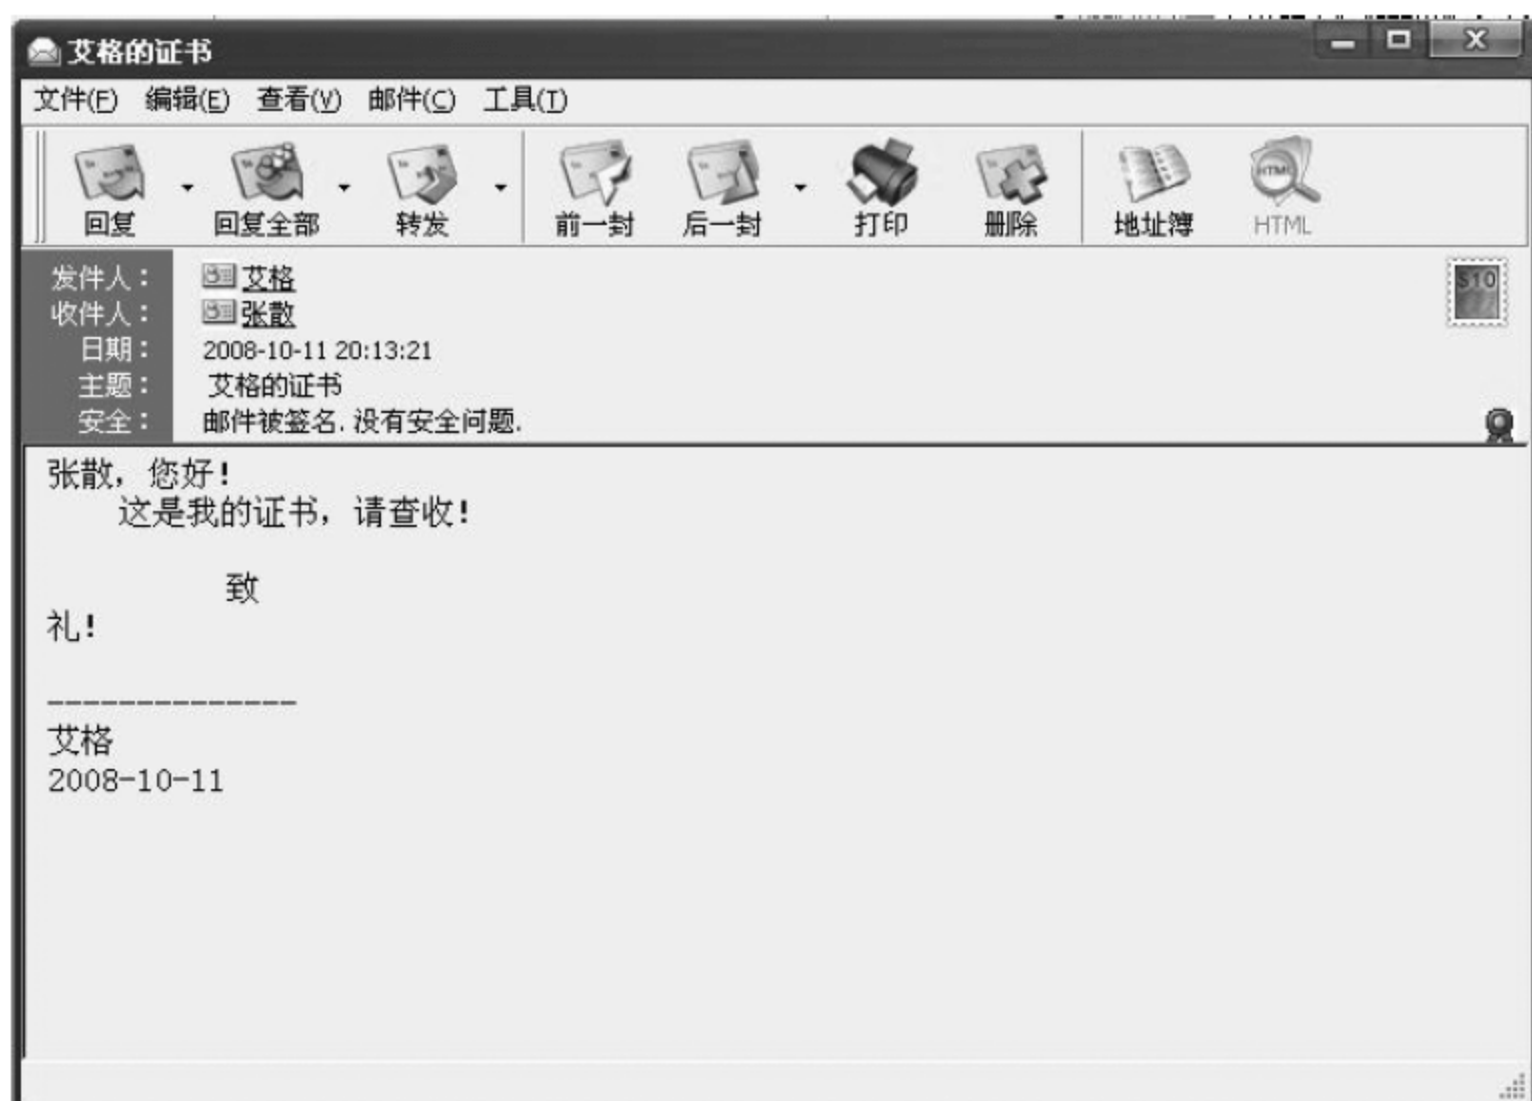 艾格的证书
文件(F) 编辑(E) 查看(V) 邮件(C) 工具(T)
回复 回复全部 转发 前一封 后一封 打印 删除 地址簿 HTML
发件人： 艾格
收件人： 张散
日期： 2008-10-11 20:13:21
主题： 艾格的证书
安全： 邮件被签名. 没有安全问题.
$10
张散，您好！
这是我的证书，请查收！
致
礼！
--------------
艾格
2008-10-11